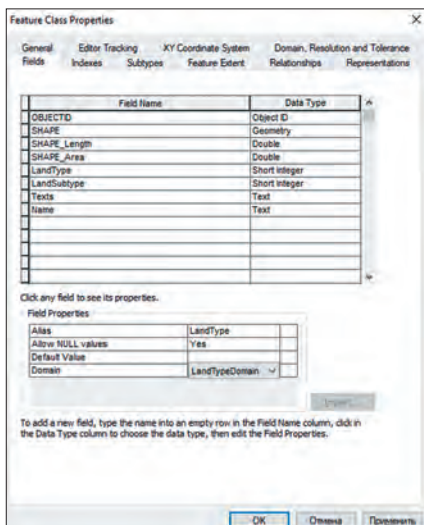 Feature Class Properties
General Editor Tracking XY Coordinate System Domain, Resolution and Tolerance
Fields Indexes Subtypes Feature Extent Relationships Representations
Field Name Data Type
OBJECTID Object ID
SHAPE Geometry
SHAPE_Length Double
SHAPE_Area Double
LandType Short Integer
LandSubtype Short Integer
Texts Text
Name Text
Click any field to see its properties.
Field Properties
Alias LandType
Allow NULL values Yes
Default Value
Domain LandTypeDomain
Import...
To add a new field, type the name into an empty row in the Field Name column, click in
the Data Type column to choose the data type, then edit the Field Properties.
OK Отмена Применить